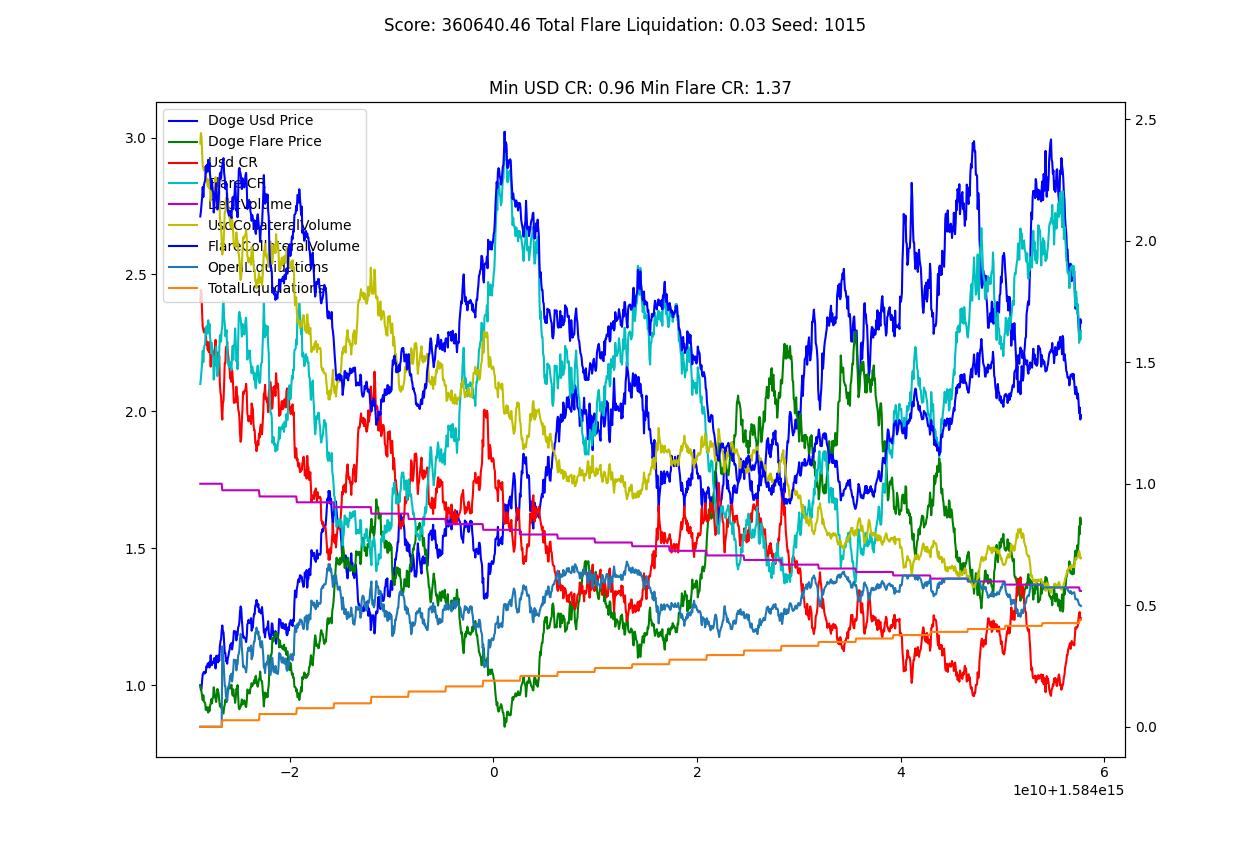 Score: 360640.46 Total Flare Liquidation: 0.03 Seed: 1015
Min USD CR: 0.96 Min Flare CR: 1.37
Doge Usd Price
Doge Flare Price
Usd CR
Flare CR
DebtVolume
UsdCollateralVolume
FlareCollateralVolume
OpenLiquidations
TotalLiquidations
3.0
2.5
2.0
1.5
1.0
2.5
2.0
1.5
1.0
0.5
0.0
−2
0
2
4
6
1e10+1.584e15